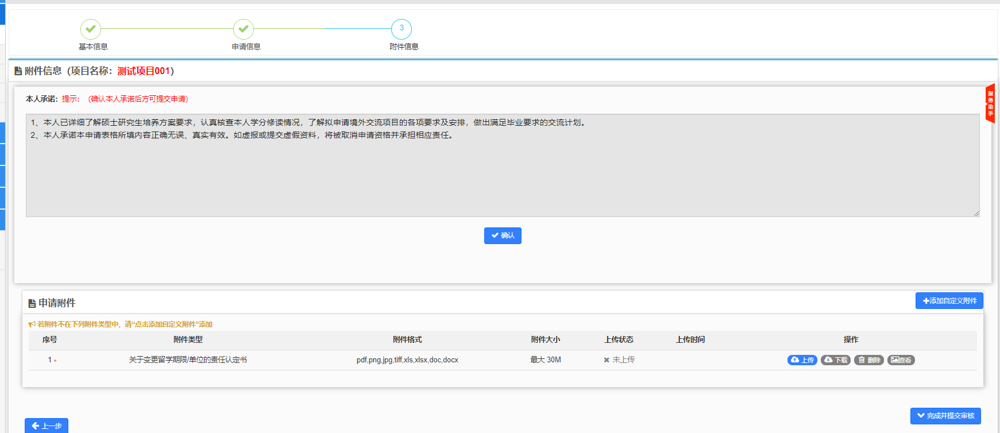 3
基本信息
申请信息
附件信息
附件信息（项目名称：测试项目001）
服务助手
本人承诺：提示：（确认本人承诺后方可提交申请）
1、本人已详细了解硕士研究生培养方案要求，认真核查本人学分修读情况，了解拟申请境外交流项目的各项要求及安排，做出满足毕业要求的交流计划。
2、本人承诺本申请表格所填内容正确无误、真实有效。如虚报或提交虚假资料，将被取消申请资格并承担相应责任。
确认
申请附件
添加自定义附件
若附件不在下列附件类型中，请“点击添加自定义附件”添加
序号 附件类型 附件格式 附件大小 上传状态 上传时间 操作
1 * 关于变更留学期限/单位的责任认定书 pdf,png,jpg,tiff,xls,xlsx,doc,docx 最大 30M 未上传 上传 下载 删除 查看
完成并提交审核
上一步